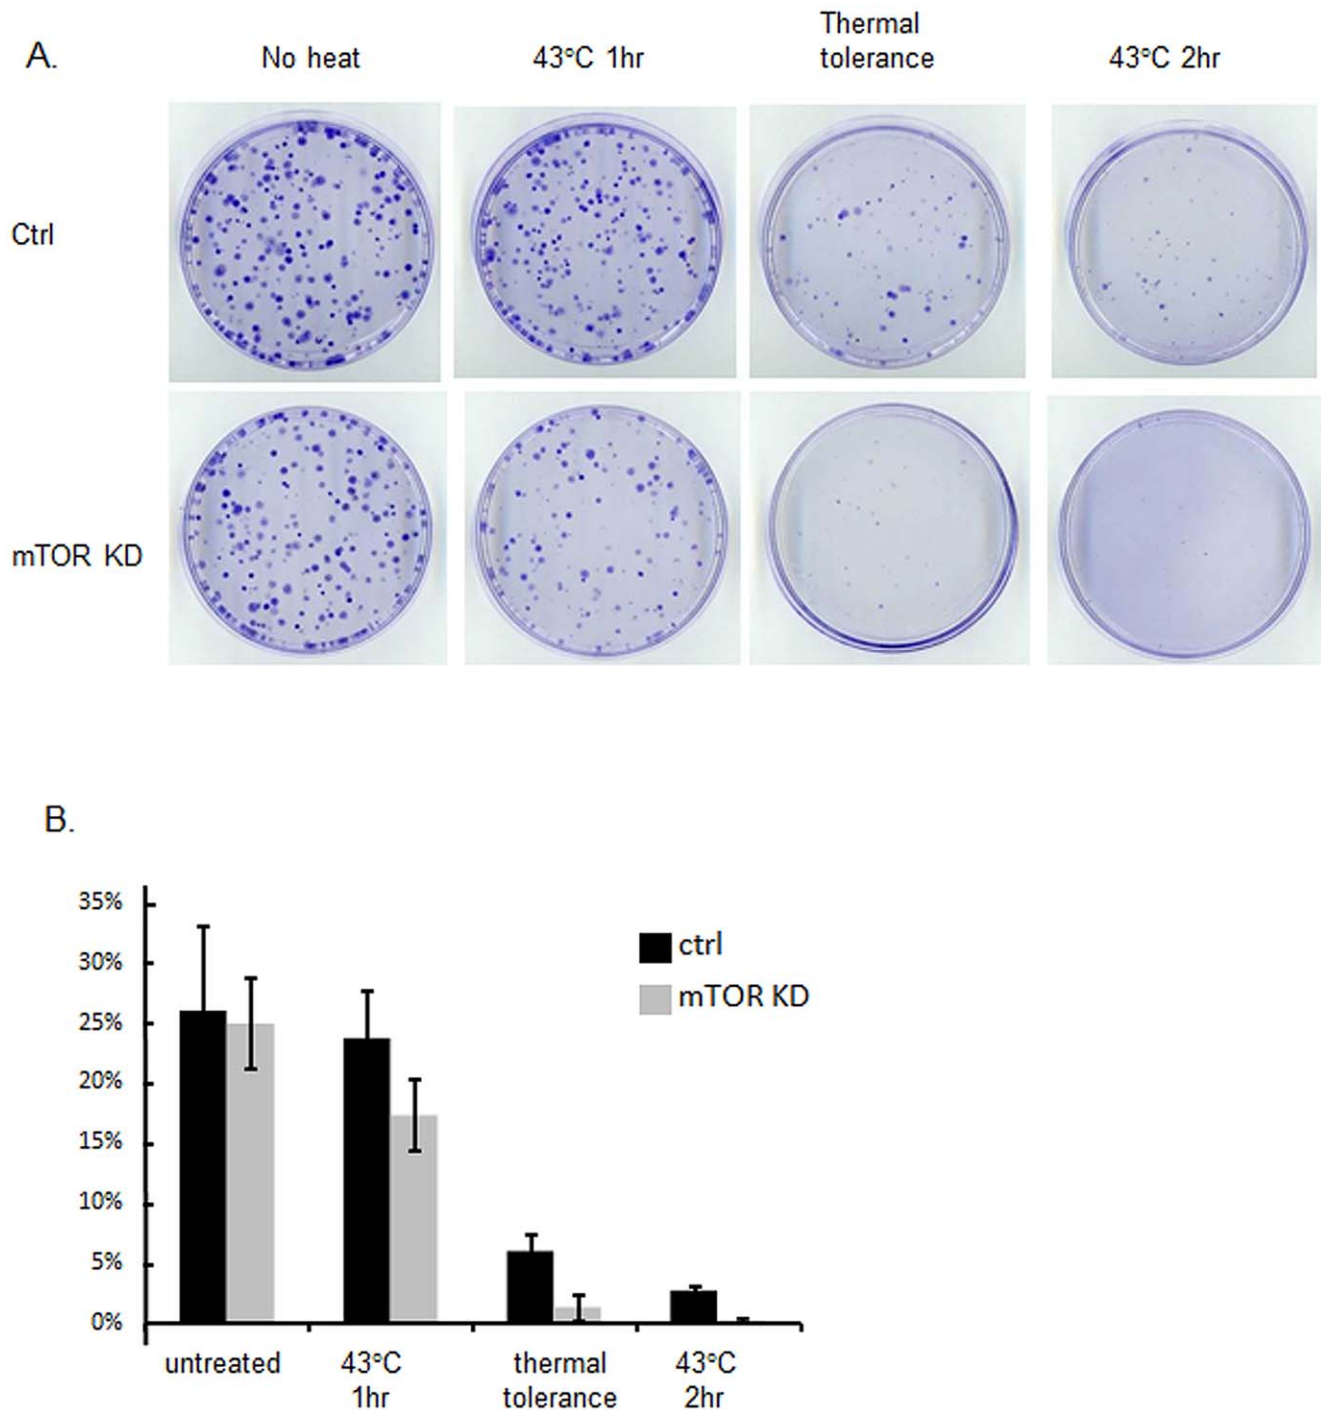 A.
No heat
43°C 1hr
Thermal
tolerance
43°C 2hr
Ctrl
mTOR KD
B.
35%
30%
25%
20%
15%
10%
5%
0%
ctrl
mTOR KD
untreated
43°C
1hr
thermal
tolerance
43°C
2hr